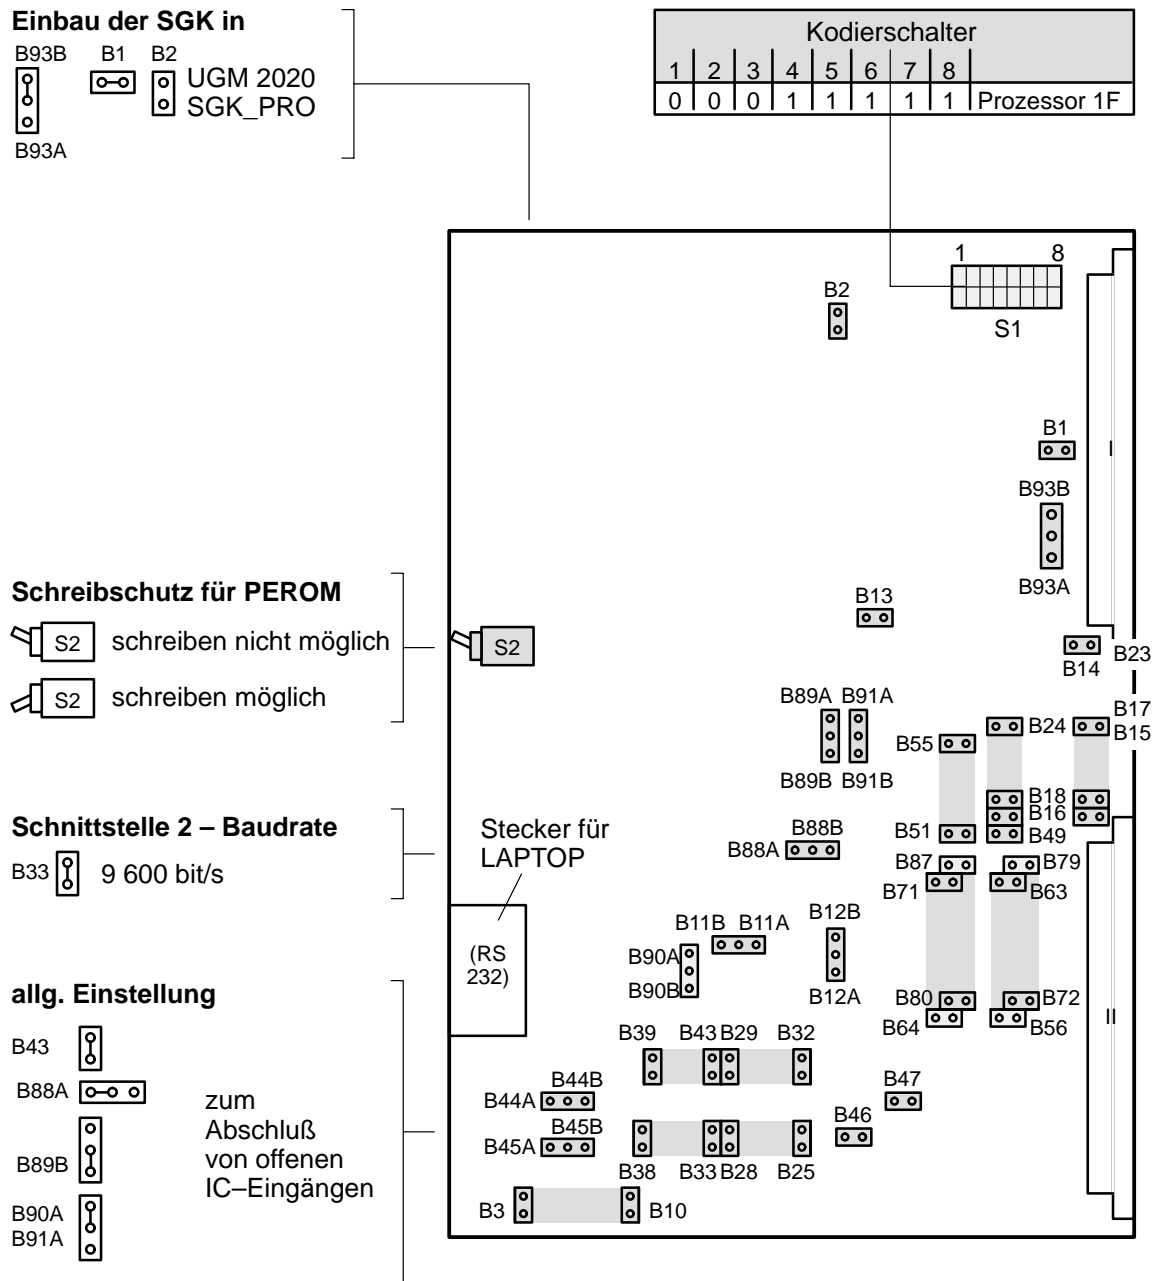 Einbau der SGK in
B93B B1 B2
UGM 2020
SGK_PRO
B93A
Kodierschalter
1 2 3 4 5 6 7 8
0 0 0 1 1 1 1 1 Prozessor 1F
1 8
S1
B2
B1
I
B93B
B93A
B13
B14
B23
Schreibschutz für PEROM
S2 schreiben nicht möglich
S2 schreiben möglich
S2
B89A B91A
B89B B91B
B17
B15
B24
B55
B18
B16
B51 B49
Schnittstelle 2 – Baudrate
B33 9 600 bit/s
Stecker für
LAPTOP
B88B
B88A
B87 B79
B71 B63
(RS
232)
B11B B11A
B12B
B90A
B90B
B12A
B80 B72
B64 B56
II
allg. Einstellung
B43
B88A
B89B
B90A
B91A
zum
Abschluß
von offenen
IC–Eingängen
B39 B43 B29 B32
B44B
B44A
B45B
B45A
B47
B46
B38 B33 B28 B25
B3 B10